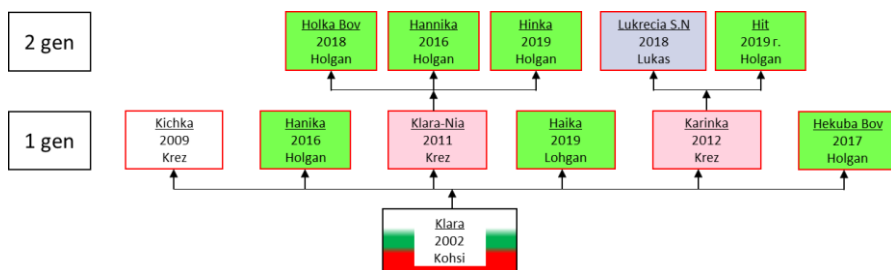 2 gen
Holka Bov
2018
Holgan
Hannika
2016
Holgan
Hinka
2019
Holgan
Lukrecia S.N
2018
Lukas
Hit
2019 г.
Holgan
1 gen
Kichka
2009
Krez
Hanika
2016
Holgan
Klara-Nia
2011
Krez
Haika
2019
Lohgan
Karinka
2012
Krez
Hekuba Bov
2017
Holgan
Klara
2002
Kohsi